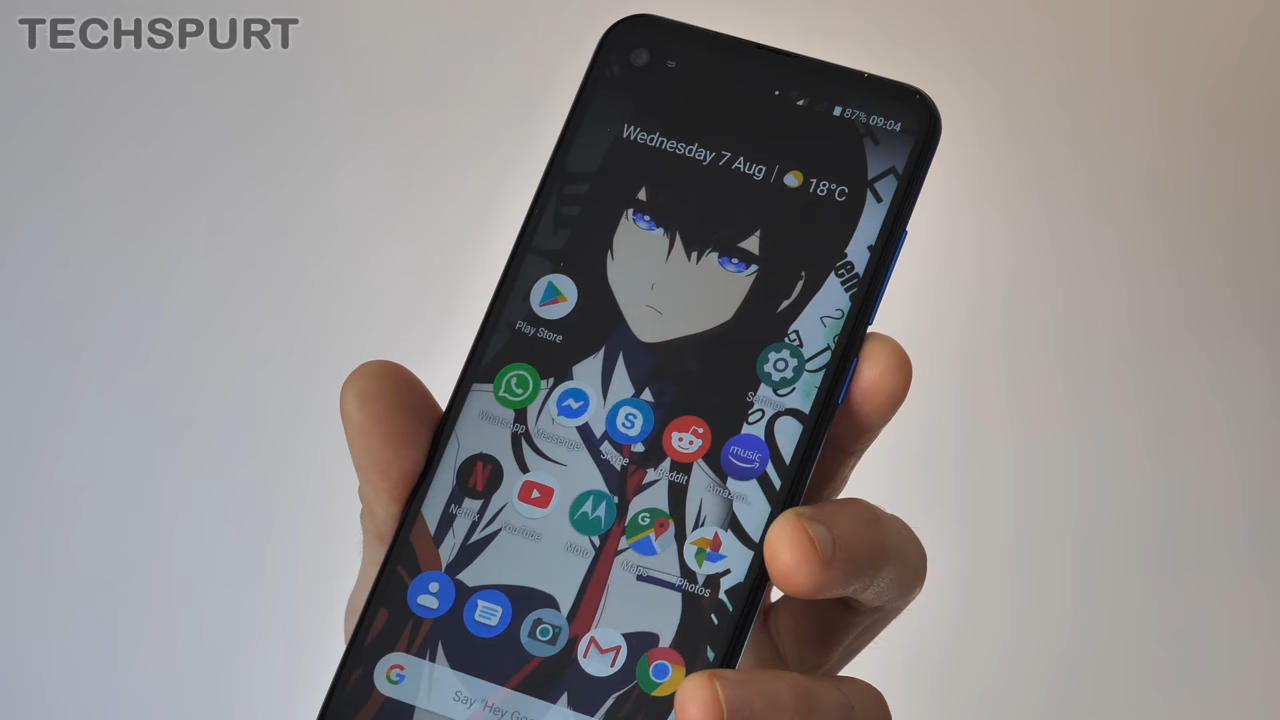 TECHSPURT
87% 09:04
Wednesday 7 Aug | 18°C
Play Store
Settings
WhatsApp
Messenge
Skype
Reddit
music
Amazon..
Netflix
YouTube
Moto
Maps
Photos
Say "Hey Goo